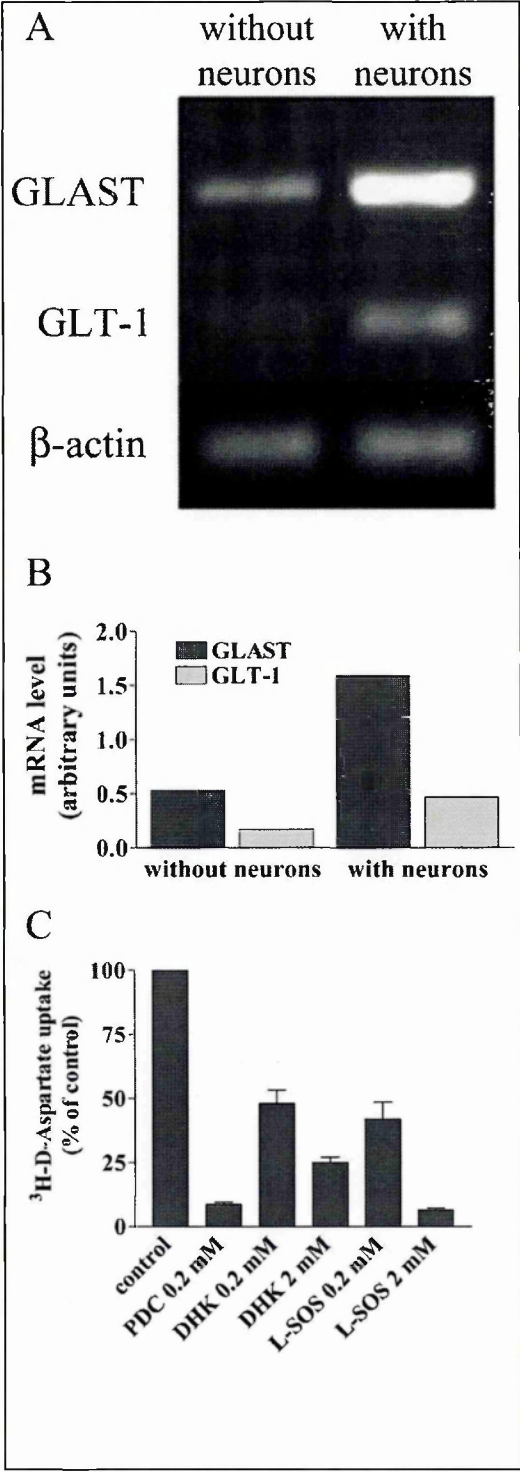 A
without with
neurons neurons
GLAST
GLT-1
β-actin
B
mRNA level
(arbitrary units)
2.0
1.5
1.0
0.5
0.0
GLAST
GLT-1
without neurons with neurons
C
³H-D-Aspartate uptake
(% of control)
100
75
50
25
0
control
PDC 0.2 mM
DHK 0.2 mM
DHK 2 mM
L-SOS 0.2 mM
L-SOS 2 mM